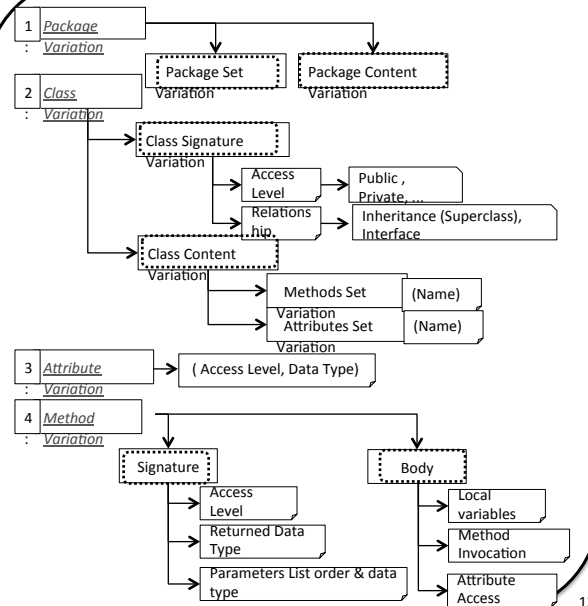 1 Package
: Variation
Package Set
Variation
Package Content
Variation
2 Class
: Variation
Class Signature
Variation
Access
Level
Public ,
Private, ...
Relations
hip
Inheritance (Superclass),
Interface
Class Content
Variation
Methods Set
Variation
(Name)
Attributes Set
Variation
(Name)
3 Attribute
: Variation
( Access Level, Data Type)
4 Method
: Variation
Signature
Body
Access
Level
Returned Data
Type
Parameters List order & data
type
Local
variables
Method
Invocation
Attribute
Access
1